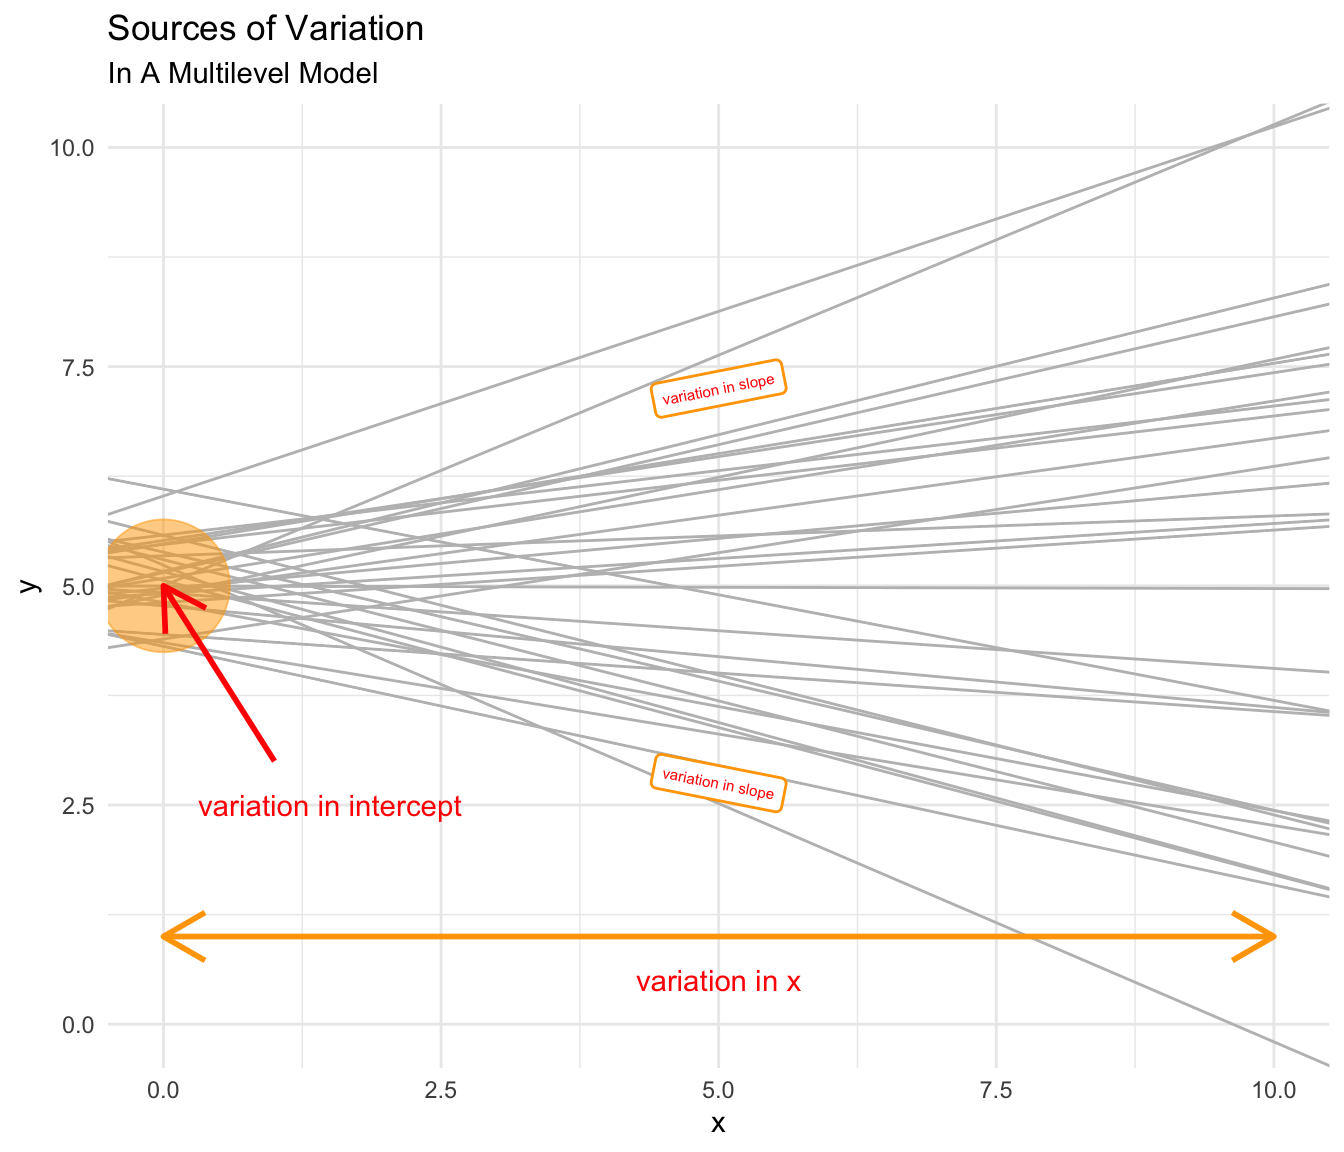 Sources of Variation
In A Multilevel Model
10.0
7.5
variation in slope
y
5.0
variation in slope
variation in intercept
2.5
variation in x
0.0
0.0 2.5 5.0 7.5 10.0
x